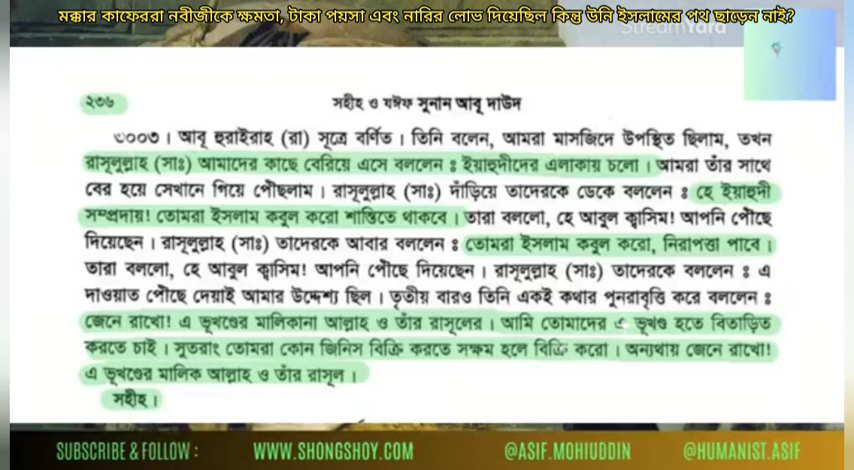 মক্কার কাফেররা নবীজীকে ক্ষমতা, টাকা পয়সা এবং নারির লোভ দিয়েছিল কিন্তু উনি ইসলামের পথ ছাড়েন নাই?
StreamYard
২৩৬
সহীহ ও যঈফ সুনান আবূ দাউদ
৩০০৩। আবূ হুরাইরাহ (রা) সূত্রে বর্ণিত। তিনি বলেন, আমরা মাসজিদে উপস্থিত ছিলাম, তখন
রাসূলুল্লাহ (সাঃ) আমাদের কাছে বেরিয়ে এসে বললেন ঃ ইয়াহুদীদের এলাকায় চলো। আমরা তাঁর সাথে
বের হয়ে সেখানে গিয়ে পৌছলাম। রাসূলুল্লাহ (সাঃ) দাঁড়িয়ে তাদেরকে ডেকে বললেন ঃ হে ইয়াহুদী
সম্প্রদায়! তোমরা ইসলাম কবুল করো শান্তিতে থাকবে। তারা বললো, হে আবুল ক্বাসিম! আপনি পৌছে
দিয়েছেন। রাসূলুল্লাহ (সাঃ) তাদেরকে আবার বললেন ঃ তোমরা ইসলাম কবুল করো, নিরাপত্তা পাবে।
তারা বললো, হে আবুল ক্বাসিম! আপনি পৌছে দিয়েছেন। রাসূলুল্লাহ (সাঃ) তাদেরকে বললেন ঃ এ
দাওয়াত পৌছে দেয়াই আমার উদ্দেশ্য ছিল। তৃতীয় বারও তিনি একই কথার পুনরাবৃত্তি করে বললেন ঃ
জেনে রাখো! এ ভূখণ্ডের মালিকানা আল্লাহ ও তাঁর রাসূলের। আমি তোমাদের এ ভূখণ্ড হতে বিতাড়িত
করতে চাই। সুতরাং তোমরা কোন জিনিস বিক্রি করতে সক্ষম হলে বিক্রি করো। অন্যথায় জেনে রাখো!
এ ভূখণ্ডের মালিক আল্লাহ ও তাঁর রাসূল।
সহীহ।
SUBSCRIBE & FOLLOW : WWW.SHONGSHOY.COM @ASIF.MOHIUDDIN @HUMANIST.ASIF